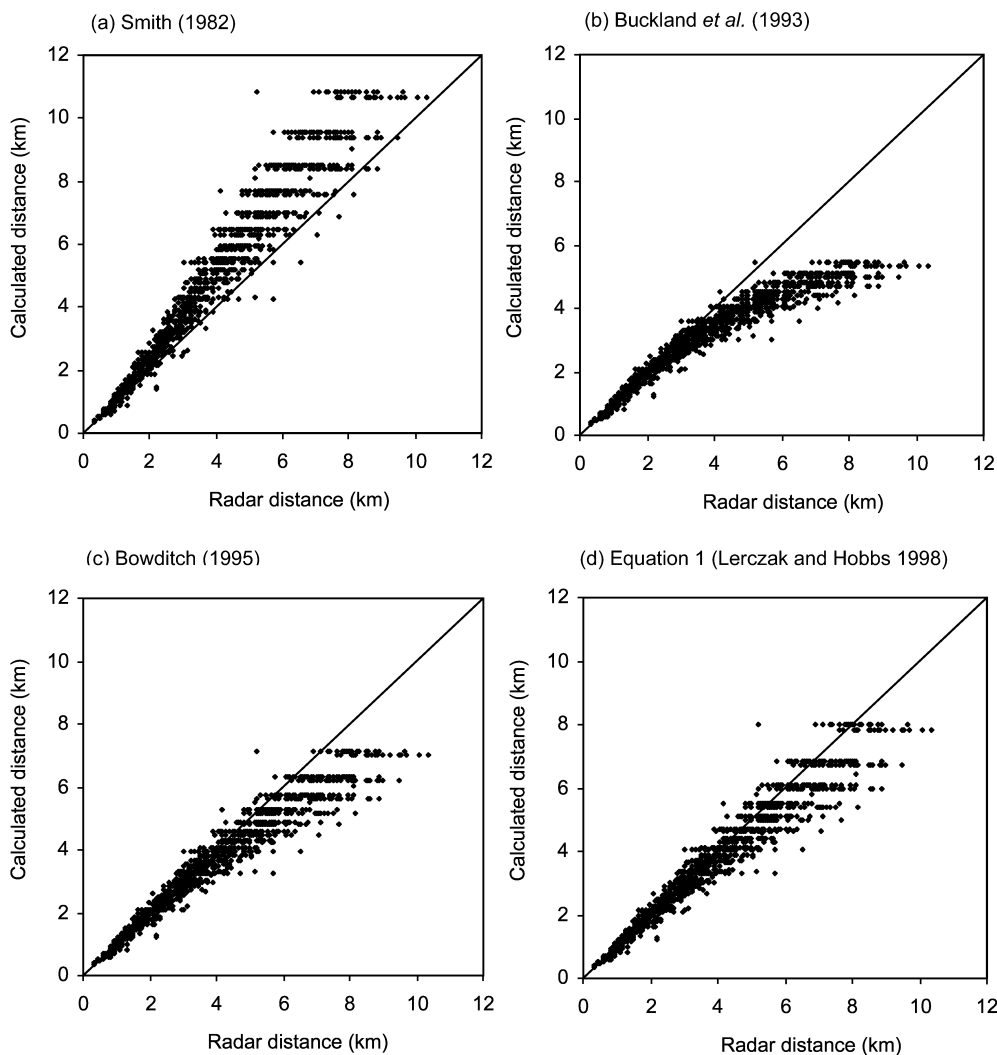 (a) Smith (1982)
12
10
8
6
4
2
0
0 2 4 6 8 10 12
Calculated distance (km)
Radar distance (km)
(b) Buckland et al. (1993)
12
10
8
6
4
2
0
0 2 4 6 8 10 12
Calculated distance (km)
Radar distance (km)
(c) Bowditch (1995)
12
10
8
6
4
2
0
0 2 4 6 8 10 12
Calculated distance (km)
Radar distance (km)
(d) Equation 1 (Lerczak and Hobbs 1998)
12
10
8
6
4
2
0
0 2 4 6 8 10 12
Calculated distance (km)
Radar distance (km)